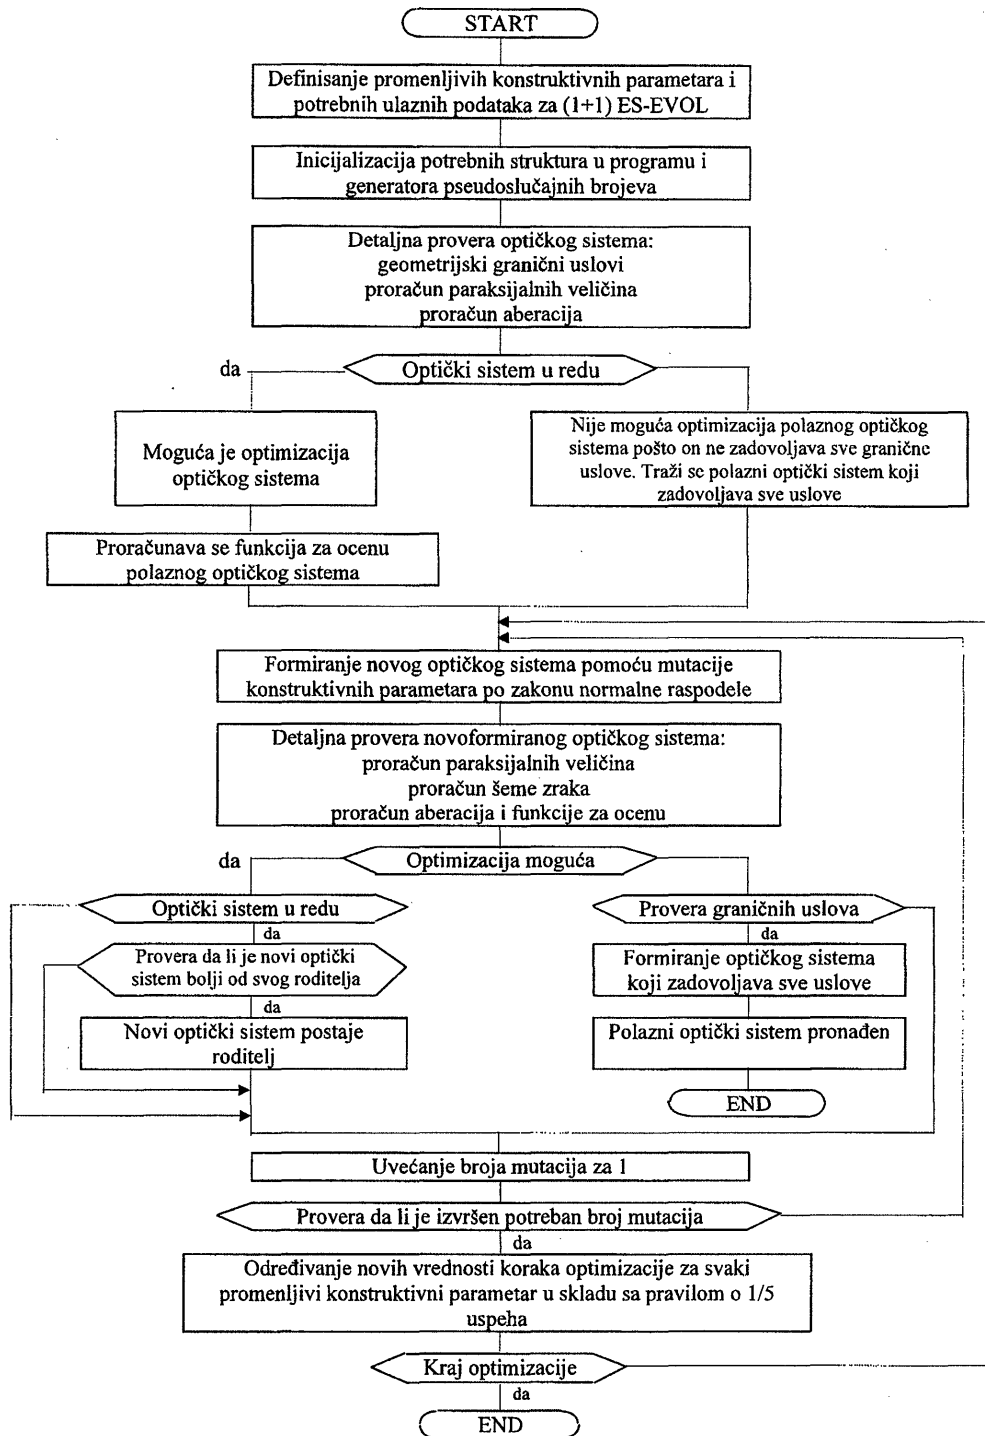 START
Definisanje promenljivih konstruktivnih parametara i
potrebnih ulaznih podataka za (1+1) ES-EVOL
Inicijalizacija potrebnih struktura u programu i
generatora pseudoslučajnih brojeva
Detaljna provera optičkog sistema:
geometrijski granični uslovi
proračun paraksijalnih veličina
proračun aberacija
da
Optički sistem u redu
Moguća je optimizacija
optičkog sistema
Nije moguća optimizacija polaznog optičkog
sistema pošto on ne zadovoljava sve granične
uslove. Traži se polazni optički sistem koji
zadovoljava sve uslove
Proračunava se funkcija za ocenu
polaznog optičkog sistema
Formiranje novog optičkog sistema pomoću mutacije
konstruktivnih parametara po zakonu normalne raspodele
Detaljna provera novoformiranog optičkog sistema:
proračun paraksijalnih veličina
proračun šeme zraka
proračun aberacija i funkcije za ocenu
da
Optimizacija moguća
Optički sistem u redu
da
Provera da li je novi optički
sistem bolji od svog roditelja
da
Novi optički sistem postaje
roditelj
Provera graničnih uslova
da
Formiranje optičkog sistema
koji zadovoljava sve uslove
Polazni optički sistem pronađen
END
Uvećanje broja mutacija za 1
Provera da li je izvršen potreban broj mutacija
da
Određivanje novih vrednosti koraka optimizacije za svaki
promenljivi konstruktivni parametar u skladu sa pravilom o 1/5
uspeha
Kraj optimizacije
da
END